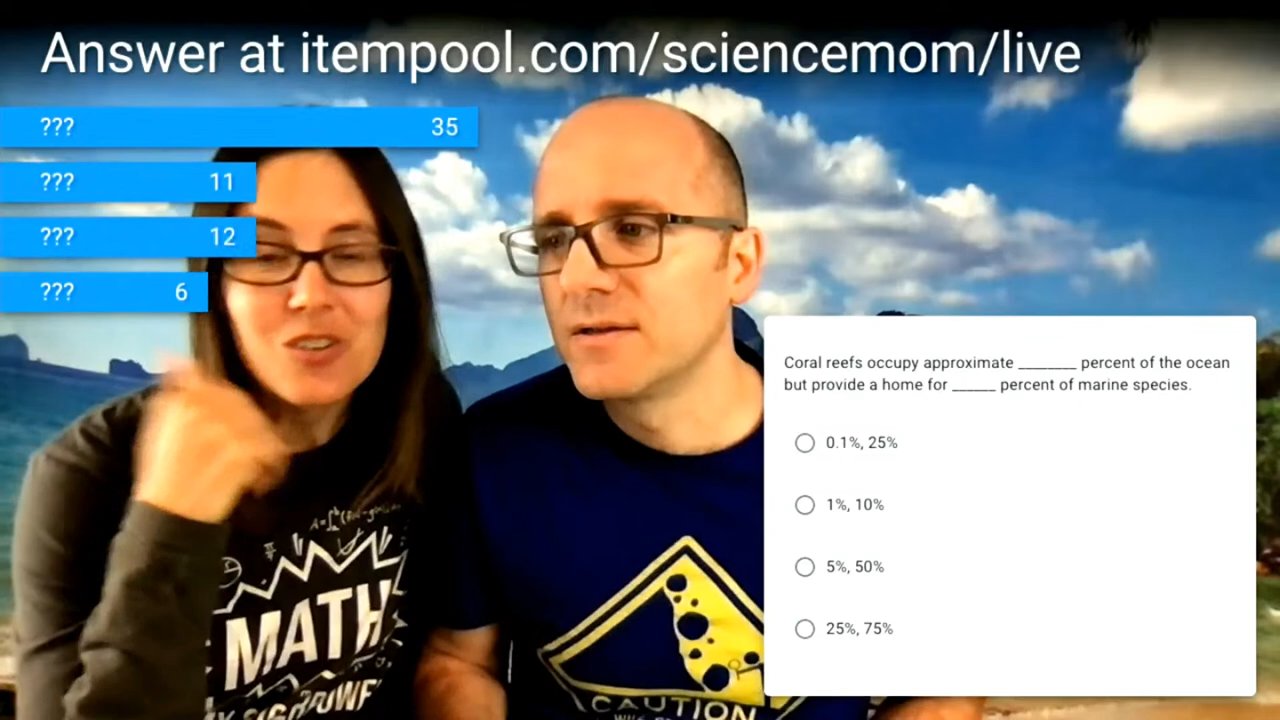 Answer at itempool.com/sciencemom/live
??? 35
??? 11
??? 12
??? 6
Coral reefs occupy approximate ________ percent of the ocean
but provide a home for ______ percent of marine species.
0.1%, 25%
1%, 10%
5%, 50%
25%, 75%
MATH
CAUTION